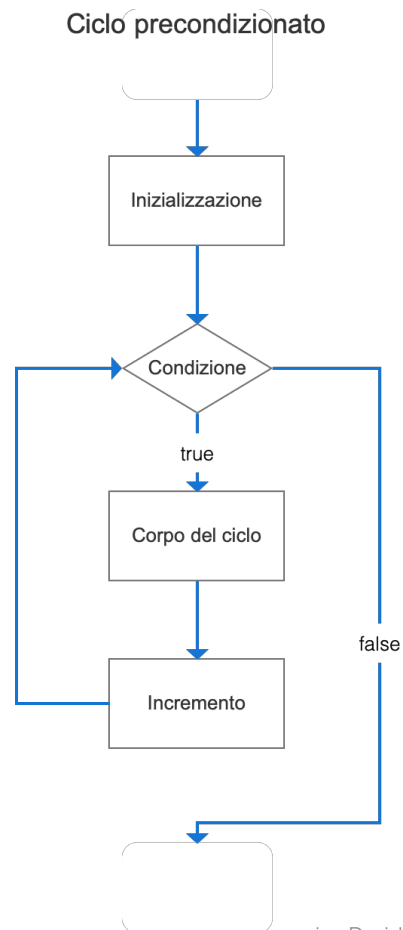 Ciclo precondizionato
Inizializzazione
Condizione
true
Corpo del ciclo
false
Incremento